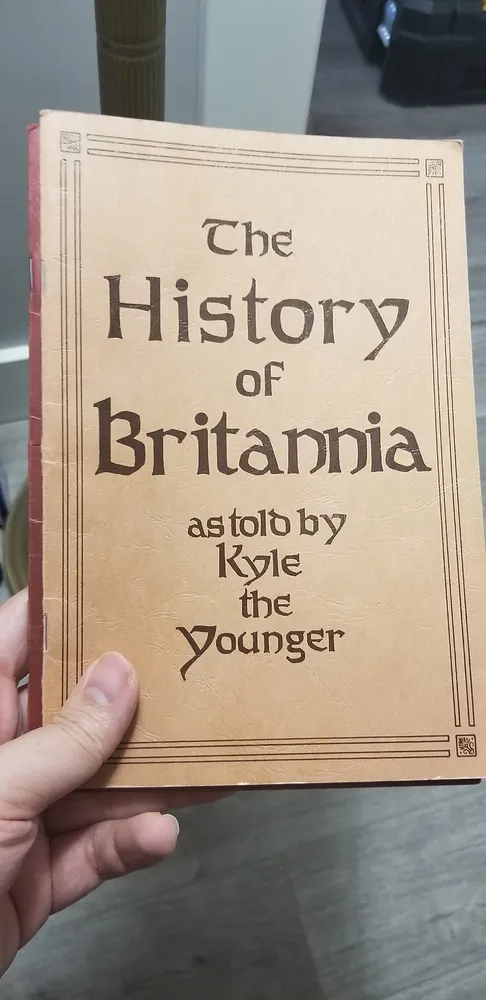 The
History
of
Britannia
as told by
Kyle
the
Younger